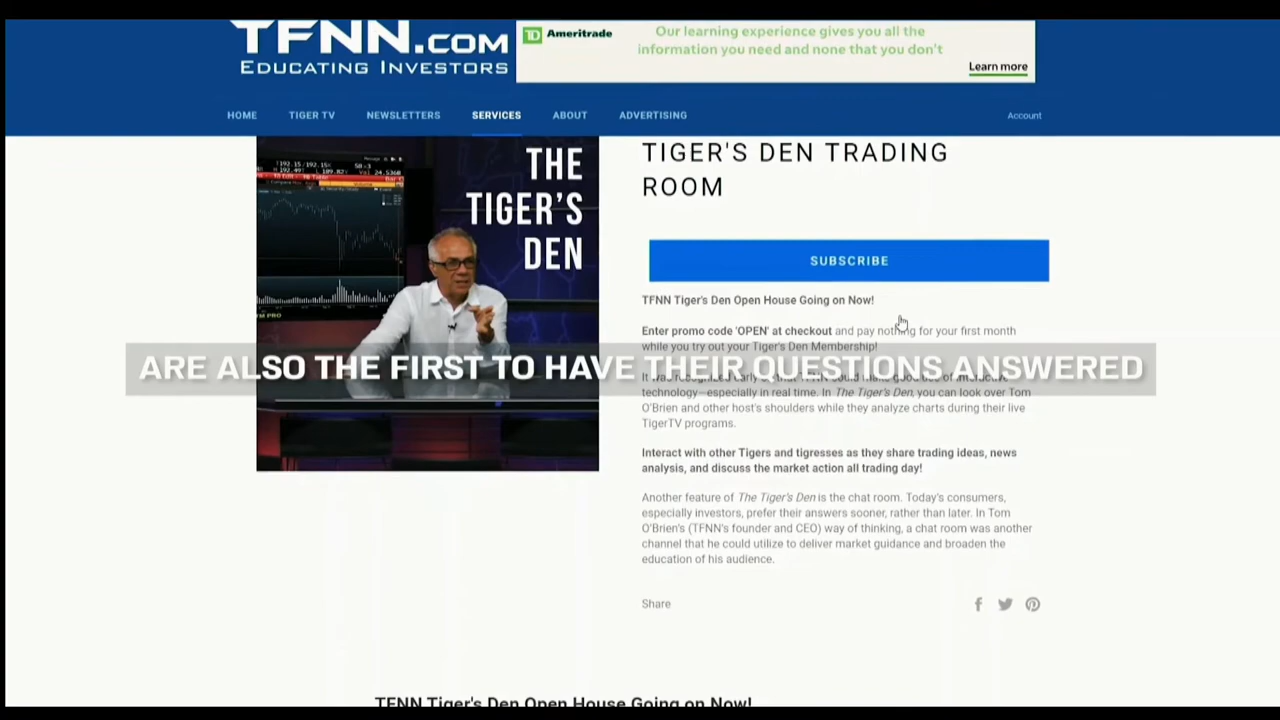 TFNN.COM
EDUCATING INVESTORS
Ameritrade
Our learning experience gives you all the
information you need and none that you don't
Learn more
HOME TIGER TV NEWSLETTERS SERVICES ABOUT ADVERTISING Account
THE
TIGER'S
DEN
TIGER'S DEN TRADING
ROOM
SUBSCRIBE
TFNN Tiger's Den Open House Going on Now!
Enter promo code 'OPEN' at checkout and pay nothing for your first month
while you try out your Tiger's Den Membership!
ARE ALSO THE FIRST TO HAVE THEIR QUESTIONS ANSWERED
technology—especially in real time. In The Tiger's Den, you can look over Tom
O'Brien and other host's shoulders while they analyze charts during their live
TigerTV programs.
Interact with other Tigers and tigresses as they share trading ideas, news
analysis, and discuss the market action all trading day!
Another feature of The Tiger's Den is the chat room. Today's consumers,
especially investors, prefer their answers sooner, rather than later. In Tom
O'Brien's (TFNN's founder and CEO) way of thinking, a chat room was another
channel that he could utilize to deliver market guidance and broaden the
education of his audience.
Share
TFNN Tiger's Den Open House Going on Now!